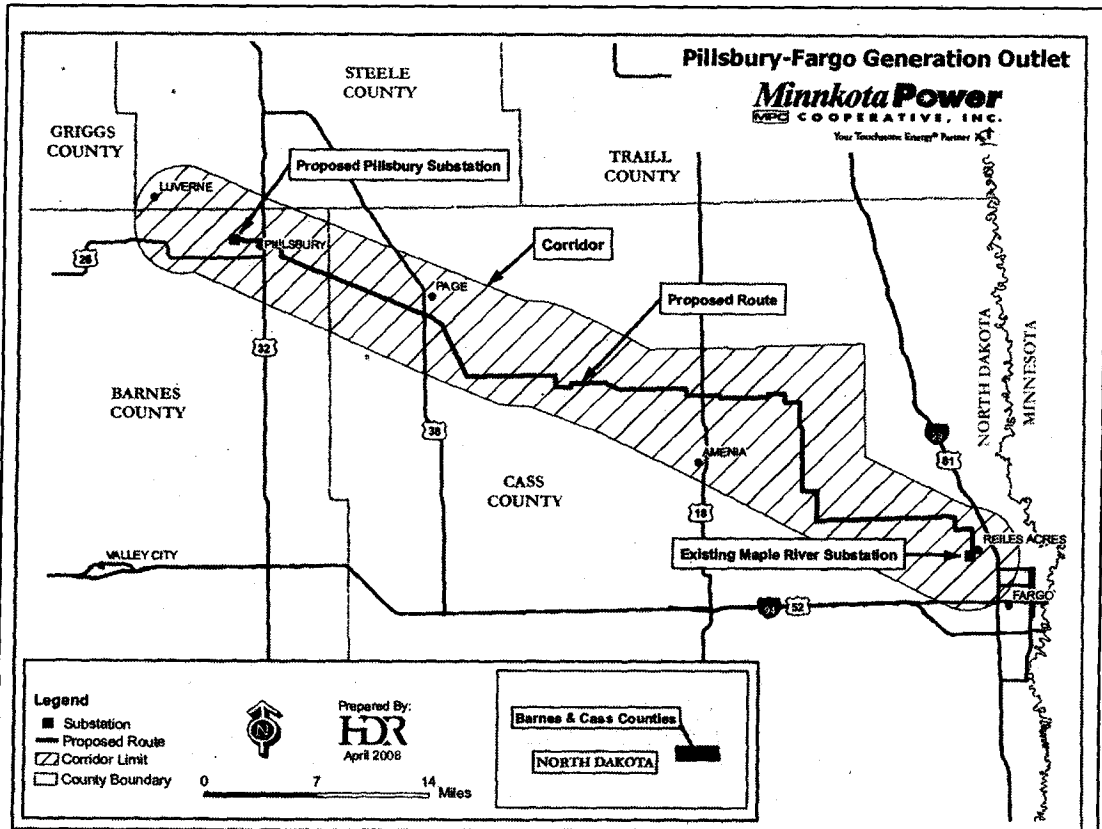 Pillsbury-Fargo Generation Outlet
Minnkota Power
MPC COOPERATIVE, INC.
Your Touchstone Energy® Partner
STEELE
COUNTY
GRIGGS
COUNTY
TRAILL
COUNTY
Proposed Pillsbury Substation
LUVERNE
PILLSBURY
26
Corridor
PAGE
Proposed Route
32
NORTH DAKOTA
MINNESOTA
BARNES
COUNTY
38
81
AMENIA
CASS
COUNTY
18
REILES ACRES
Existing Maple River Substation
VALLEY CITY
FARGO
52
Legend
Substation
Proposed Route
Corridor Limit
County Boundary
N
Prepared By:
HDR
April 2008
0 7 14
Miles
Barnes & Cass Counties
NORTH DAKOTA